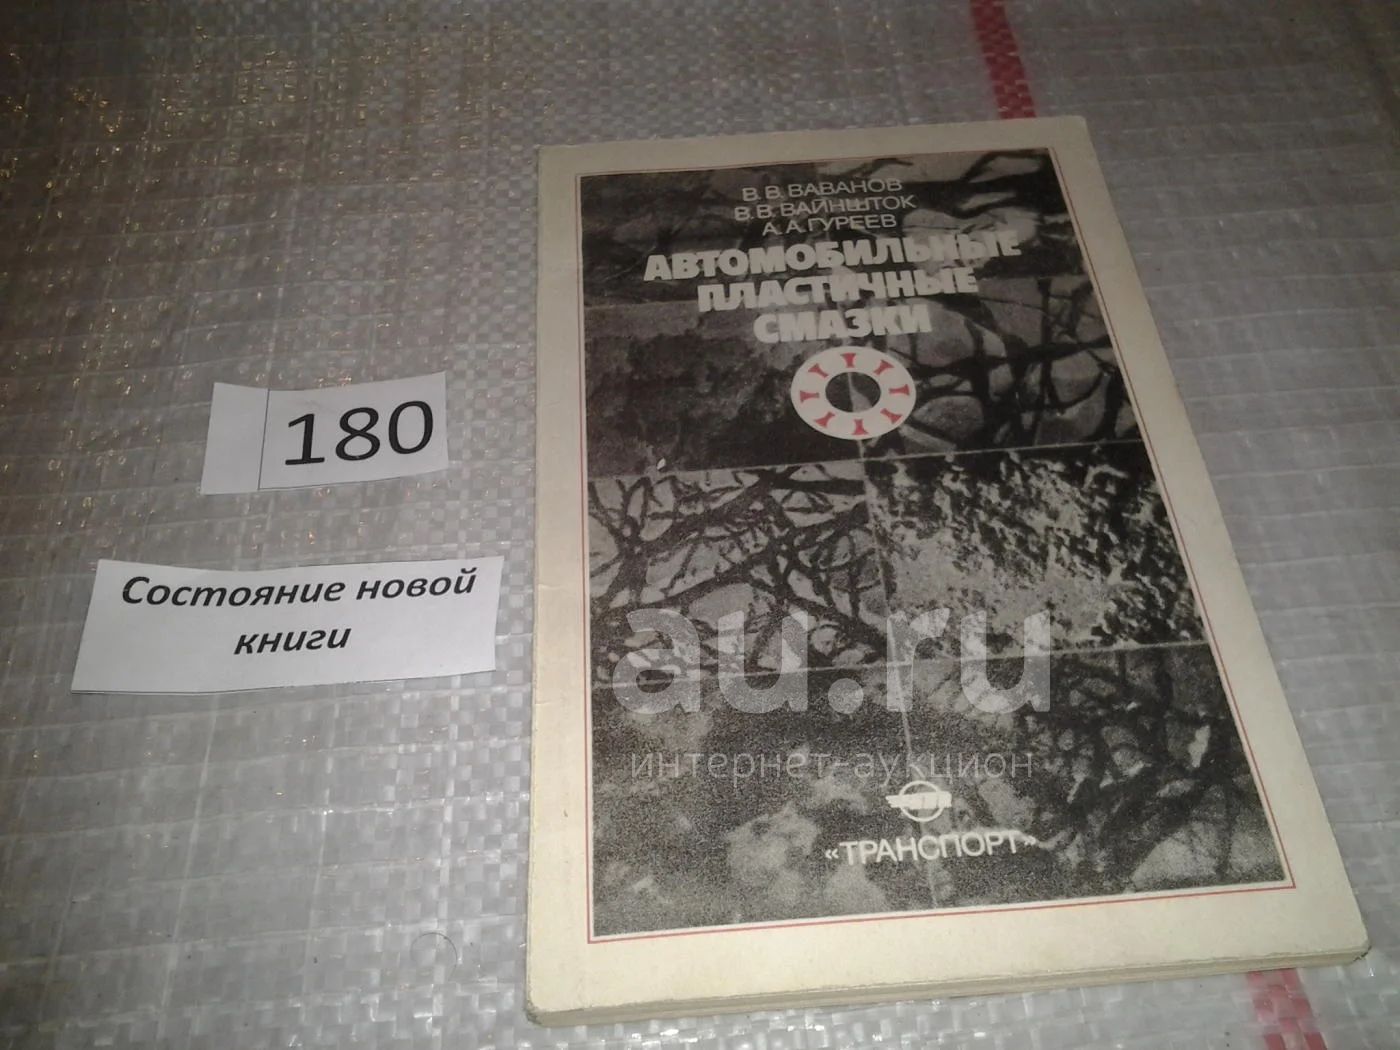 В. В. ВАВАНОВ
В. В. ВАЙНШТОК
А. А. ГУРЕЕВ
АВТОМОБИЛЬНЫЕ
ПЛАСТИЧНЫЕ
СМАЗКИ
180
Состояние новой
книги
au.ru
интернет-аукцион
«ТРАНСПОРТ»